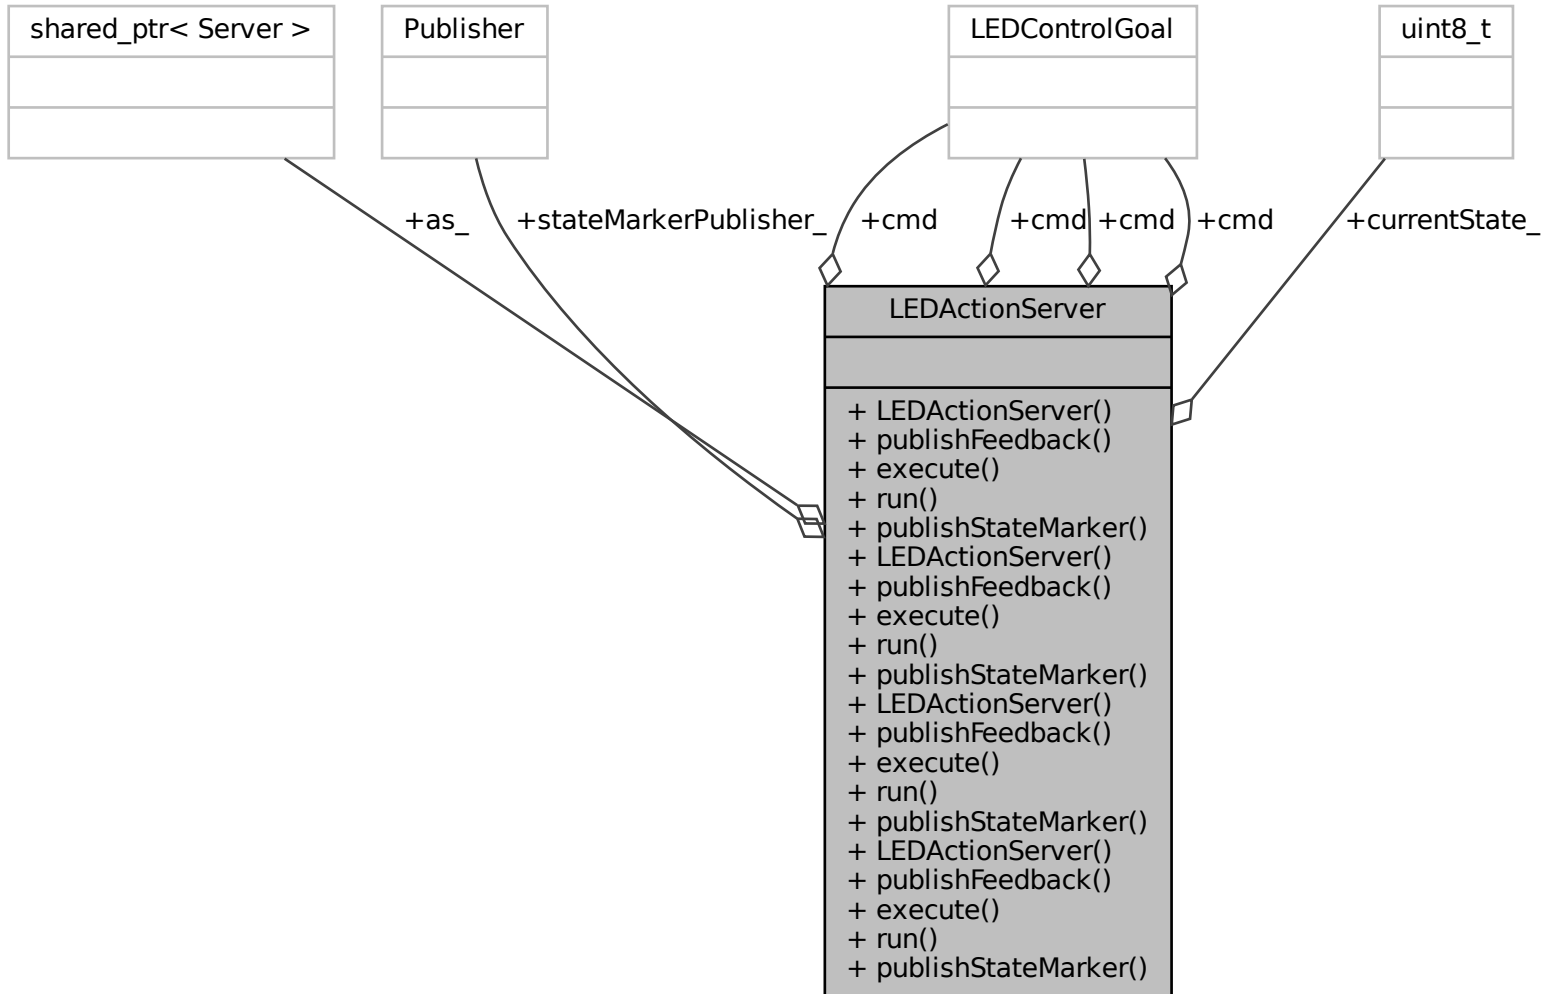 shared_ptr< Server >
Publisher
LEDControlGoal
uint8_t
+as_
+stateMarkerPublisher_
+cmd
+cmd
+cmd
+cmd
+currentState_
LEDActionServer
+ LEDActionServer()
+ publishFeedback()
+ execute()
+ run()
+ publishStateMarker()
+ LEDActionServer()
+ publishFeedback()
+ execute()
+ run()
+ publishStateMarker()
+ LEDActionServer()
+ publishFeedback()
+ execute()
+ run()
+ publishStateMarker()
+ LEDActionServer()
+ publishFeedback()
+ execute()
+ run()
+ publishStateMarker()